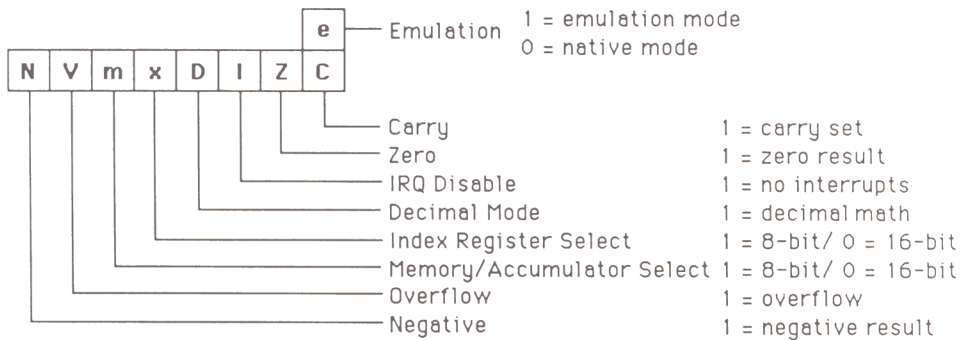 e Emulation 1 = emulation mode
0 = native mode
N V m x D I Z C
Carry 1 = carry set
Zero 1 = zero result
IRQ Disable 1 = no interrupts
Decimal Mode 1 = decimal math
Index Register Select 1 = 8-bit/ 0 = 16-bit
Memory/Accumulator Select 1 = 8-bit/ 0 = 16-bit
Overflow 1 = overflow
Negative 1 = negative result